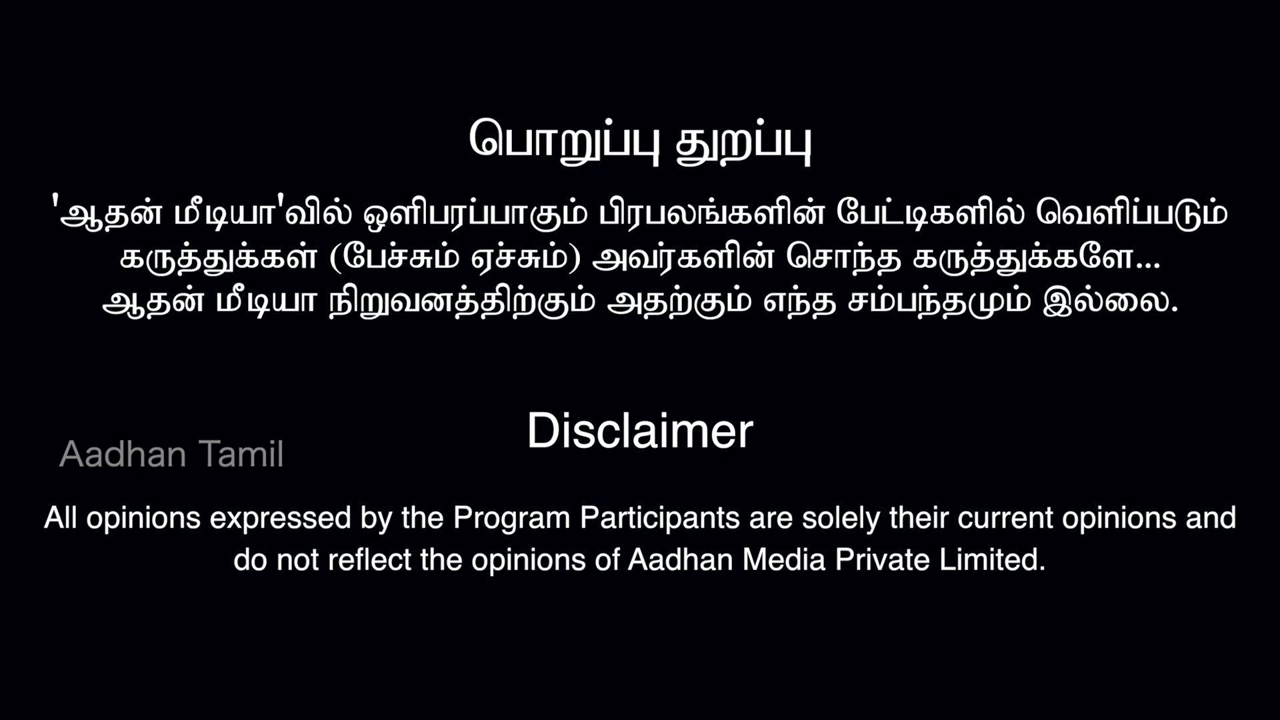 பொறுப்பு துறப்பு
'ஆதன் மீடியா'வில் ஒளிபரப்பாகும் பிரபலங்களின் பேட்டிகளில் வெளிப்படும்
கருத்துக்கள் (பேச்சும் ஏச்சும்) அவர்களின் சொந்த கருத்துக்களே...
ஆதன் மீடியா நிறுவனத்திற்கும் அதற்கும் எந்த சம்பந்தமும் இல்லை.
Disclaimer
Aadhan Tamil
All opinions expressed by the Program Participants are solely their current opinions and
do not reflect the opinions of Aadhan Media Private Limited.